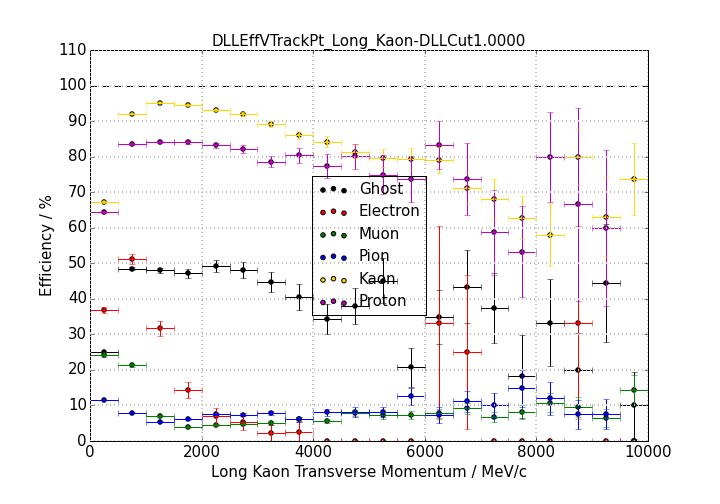 DLLEffVTrackPt_Long_Kaon-DLLCut1.0000
110
100
90
80
70
60
50
40
30
20
10
0
Efficiency / %
Ghost
Electron
Muon
Pion
Kaon
Proton
0 2000 4000 6000 8000 10000
Long Kaon Transverse Momentum / MeV/c